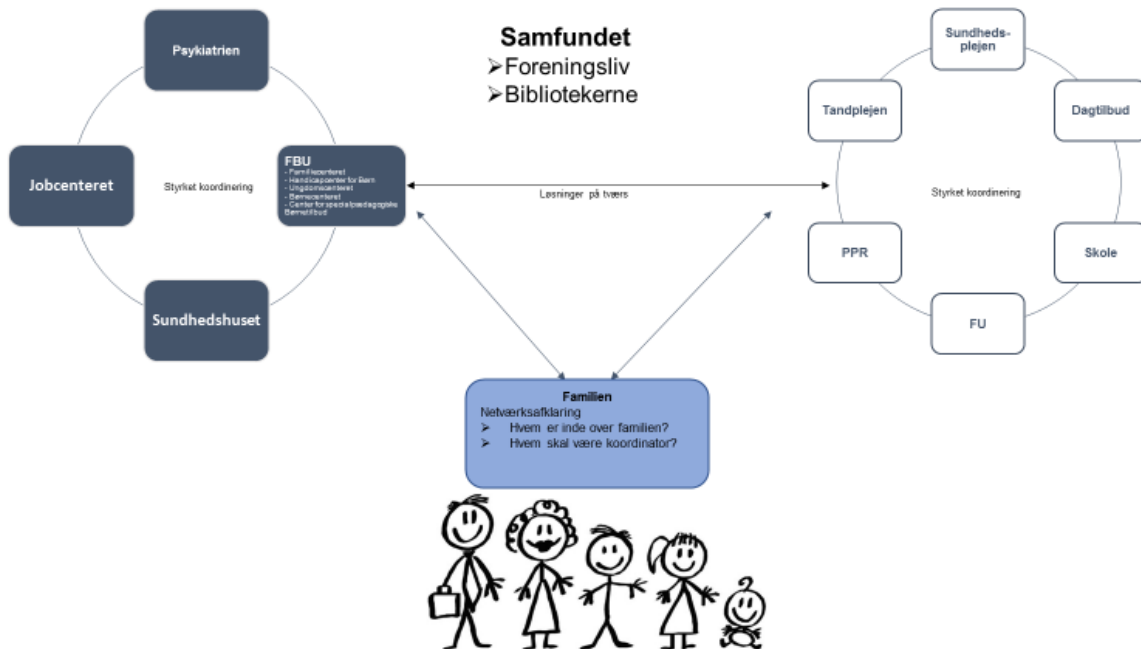 Samfundet
➢Foreningsliv
➢Bibliotekerne
Psykiatrien
Jobcenteret
Styrket koordinering
FBU
- Familiecenteret
- Handicapcenter for Børn
- Ungdomscenteret
- Børnecenteret
- Center for specialpædagogiske
Børnetilbud
Sundhedshuset
Løsninger på tværs
Sundheds-
plejen
Tandplejen
Dagtilbud
Styrket koordinering
PPR
Skole
FU
Familien
Netværksafklaring
➢ Hvem er inde over familien?
➢ Hvem skal være koordinator?